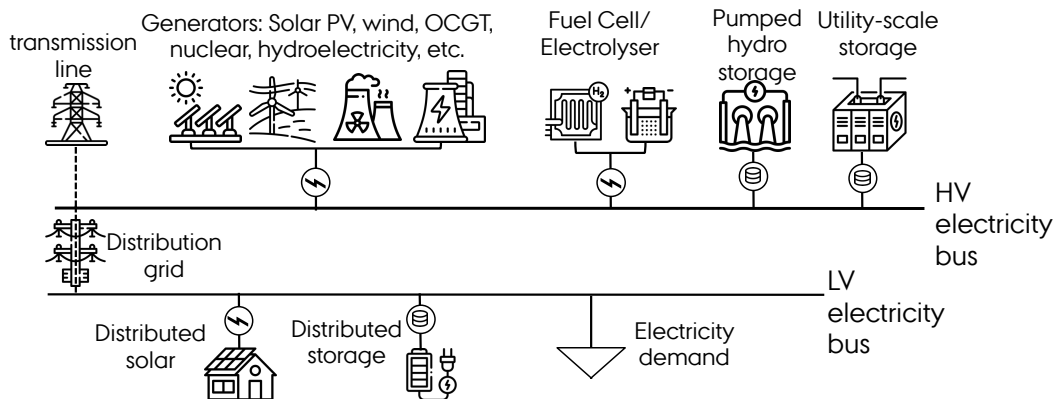 transmission
line
Generators: Solar PV, wind, OCGT,
nuclear, hydroelectricity, etc.
Fuel Cell/
Electrolyser
H₂
+ −
Pumped
hydro
storage
Utility-scale
storage
HV
electricity
bus
Distribution
grid
LV
electricity
bus
Distributed
solar
Distributed
storage
Electricity
demand